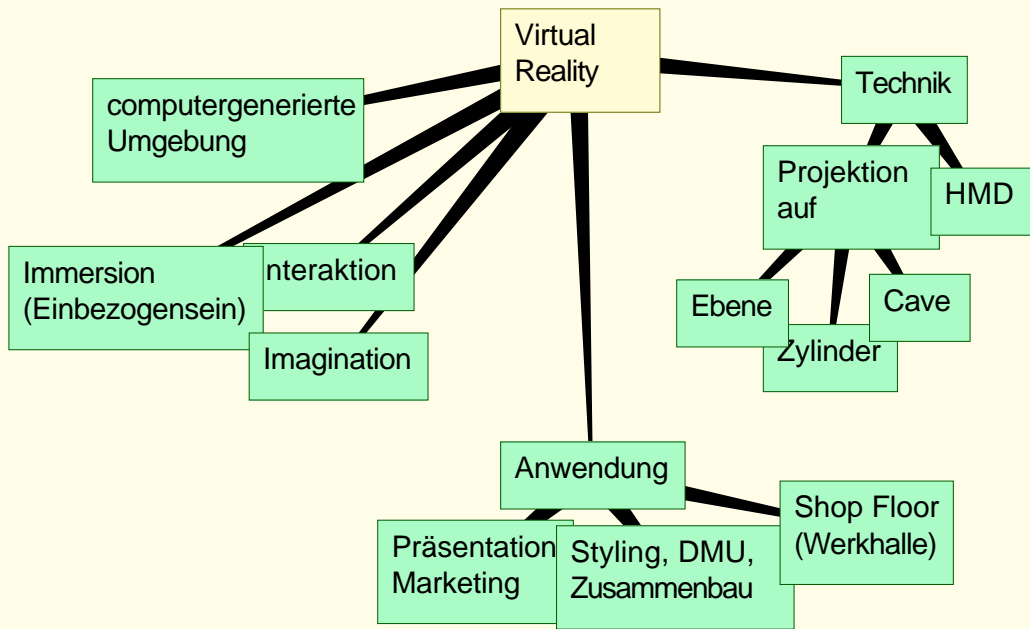 Virtual
Reality
computergenerierte
Umgebung
Immersion
(Einbezogensein)
nteraktion
Imagination
Technik
Projektion
auf
HMD
Ebene
Zylinder
Cave
Anwendung
Präsentation
Marketing
Styling, DMU,
Zusammenbau
Shop Floor
(Werkhalle)